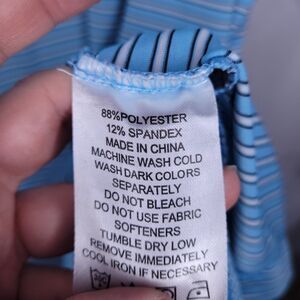 88%POLYESTER
12% SPANDEX
MADE IN CHINA
MACHINE WASH COLD
WASH DARK COLORS
SEPARATELY
DO NOT BLEACH
DO NOT USE FABRIC
SOFTENERS
TUMBLE DRY LOW
REMOVE IMMEDIATELY
COOL IRON IF NECESSARY